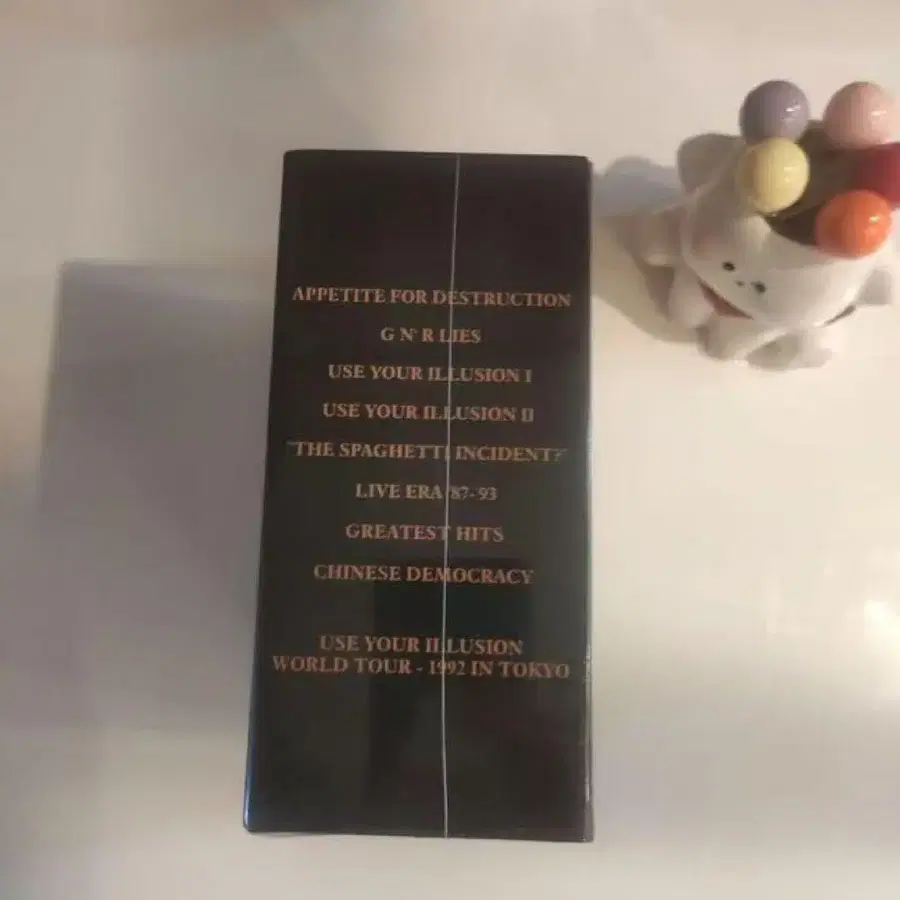 APPETITE FOR DESTRUCTION
G N' R LIES
USE YOUR ILLUSION I
USE YOUR ILLUSION II
"THE SPAGHETTI INCIDENT?"
LIVE ERA '87-93
GREATEST HITS
CHINESE DEMOCRACY
USE YOUR ILLUSION
WORLD TOUR - 1992 IN TOKYO